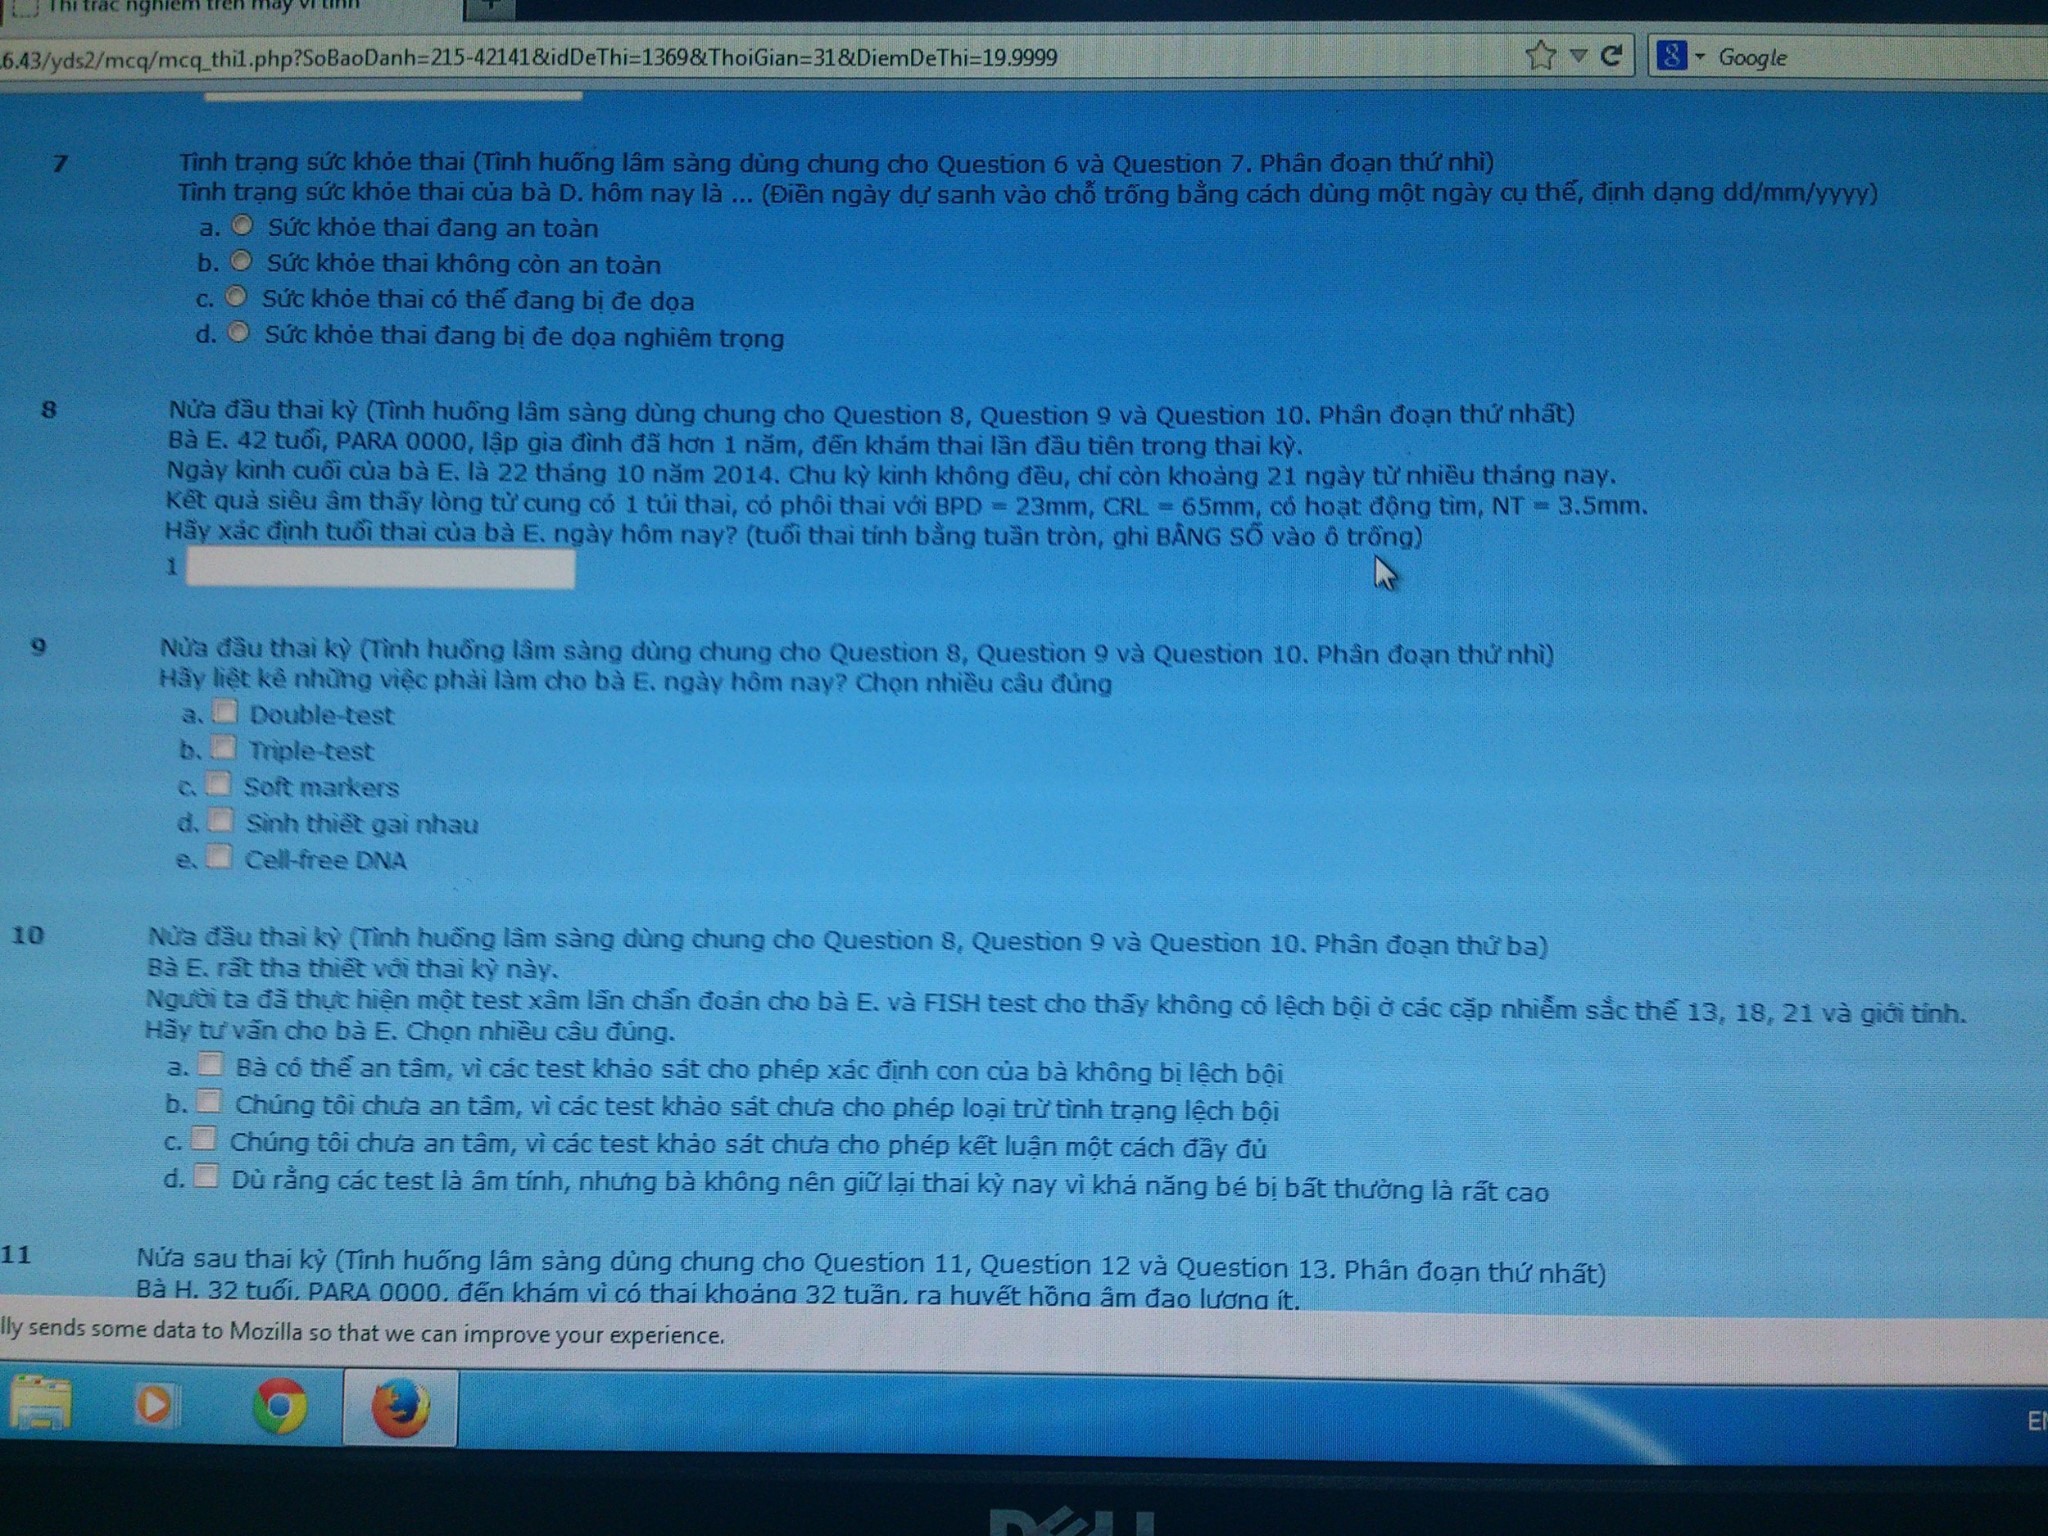 Thi trắc nghiệm trên máy vi tính
.6.43/yds2/mcq/mcq_thi1.php?SoBaoDanh=215-42141&idDeThi=1369&ThoiGian=31&DiemDeThi=19.9999
Google
7 Tình trạng sức khỏe thai (Tình huống lâm sàng dùng chung cho Question 6 và Question 7. Phân đoạn thứ nhì)
Tình trạng sức khỏe thai của bà D. hôm nay là ... (Điền ngày dự sanh vào chỗ trống bằng cách dùng một ngày cụ thể, định dạng dd/mm/yyyy)
a. Sức khỏe thai đang an toàn
b. Sức khỏe thai không còn an toàn
c. Sức khỏe thai có thể đang bị đe dọa
d. Sức khỏe thai đang bị đe dọa nghiêm trọng
8 Nửa đầu thai kỳ (Tình huống lâm sàng dùng chung cho Question 8, Question 9 và Question 10. Phân đoạn thứ nhất)
Bà E. 42 tuổi, PARA 0000, lập gia đình đã hơn 1 năm, đến khám thai lần đầu tiên trong thai kỳ.
Ngày kinh cuối của bà E. là 22 tháng 10 năm 2014. Chu kỳ kinh không đều, chỉ còn khoảng 21 ngày từ nhiều tháng nay.
Kết quả siêu âm thấy lòng tử cung có 1 túi thai, có phôi thai với BPD = 23mm, CRL = 65mm, có hoạt động tim, NT = 3.5mm.
Hãy xác định tuổi thai của bà E. ngày hôm nay? (tuổi thai tính bằng tuần tròn, ghi BẰNG SỐ vào ô trống)
1
9 Nửa đầu thai kỳ (Tình huống lâm sàng dùng chung cho Question 8, Question 9 và Question 10. Phân đoạn thứ nhì)
Hãy liệt kê những việc phải làm cho bà E. ngày hôm nay? Chọn nhiều câu đúng
a. Double-test
b. Triple-test
c. Soft markers
d. Sinh thiết gai nhau
e. Cell-free DNA
10 Nửa đầu thai kỳ (Tình huống lâm sàng dùng chung cho Question 8, Question 9 và Question 10. Phân đoạn thứ ba)
Bà E. rất tha thiết với thai kỳ này.
Người ta đã thực hiện một test xâm lấn chẩn đoán cho bà E. và FISH test cho thấy không có lệch bội ở các cặp nhiễm sắc thể 13, 18, 21 và giới tính.
Hãy tư vấn cho bà E. Chọn nhiều câu đúng.
a. Bà có thể an tâm, vì các test khảo sát cho phép xác định con của bà không bị lệch bội
b. Chúng tôi chưa an tâm, vì các test khảo sát chưa cho phép loại trừ tình trạng lệch bội
c. Chúng tôi chưa an tâm, vì các test khảo sát chưa cho phép kết luận một cách đầy đủ
d. Dù rằng các test là âm tính, nhưng bà không nên giữ lại thai kỳ nay vì khả năng bé bị bất thường là rất cao
11 Nửa sau thai kỳ (Tình huống lâm sàng dùng chung cho Question 11, Question 12 và Question 13. Phân đoạn thứ nhất)
Bà H. 32 tuổi, PARA 0000, đến khám vì có thai khoảng 32 tuần, ra huyết hồng âm đạo lượng ít.
lly sends some data to Mozilla so that we can improve your experience.
EN
DELL